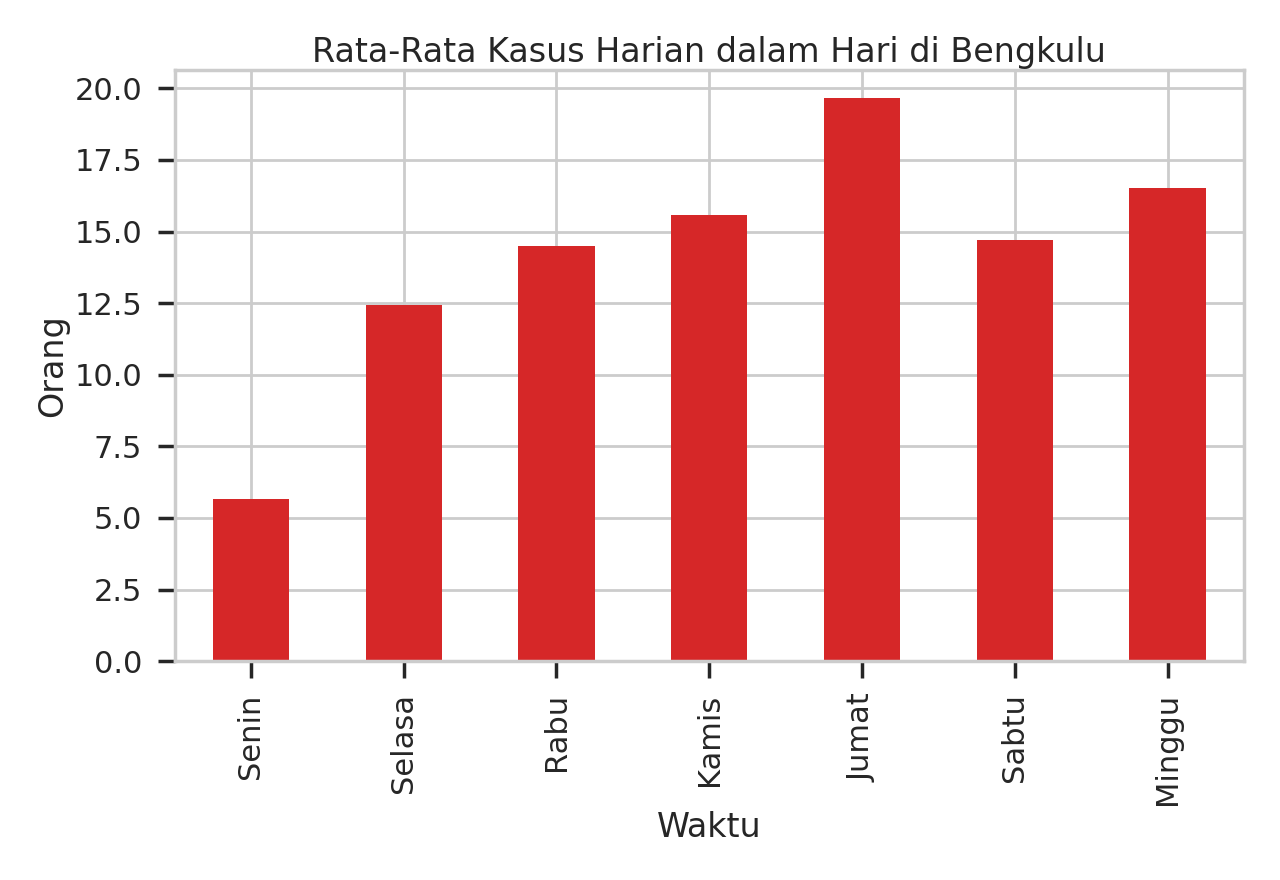 Rata-Rata Kasus Harian dalam Hari di Bengkulu
20.0
17.5
15.0
12.5
10.0
7.5
5.0
2.5
0.0
Orang
Senin
Selasa
Rabu
Kamis
Jumat
Sabtu
Minggu
Waktu